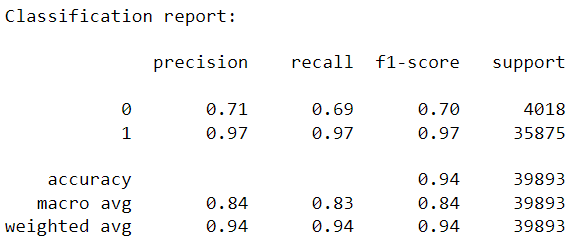 Classification report:
precision recall f1-score support
0 0.71 0.69 0.70 4018
1 0.97 0.97 0.97 35875
accuracy 0.94 39893
macro avg 0.84 0.83 0.84 39893
weighted avg 0.94 0.94 0.94 39893